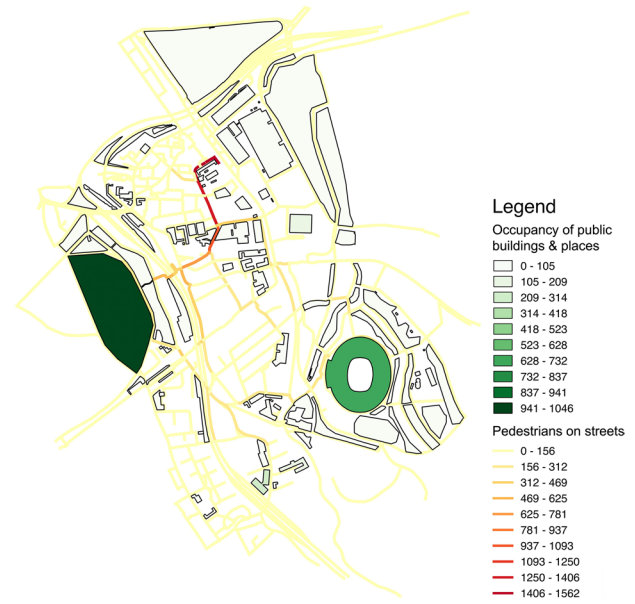 Legend
Occupancy of public
buildings & places
0 - 105
105 - 209
209 - 314
314 - 418
418 - 523
523 - 628
628 - 732
732 - 837
837 - 941
941 - 1046
Pedestrians on streets
0 - 156
156 - 312
312 - 469
469 - 625
625 - 781
781 - 937
937 - 1093
1093 - 1250
1250 - 1406
1406 - 1562